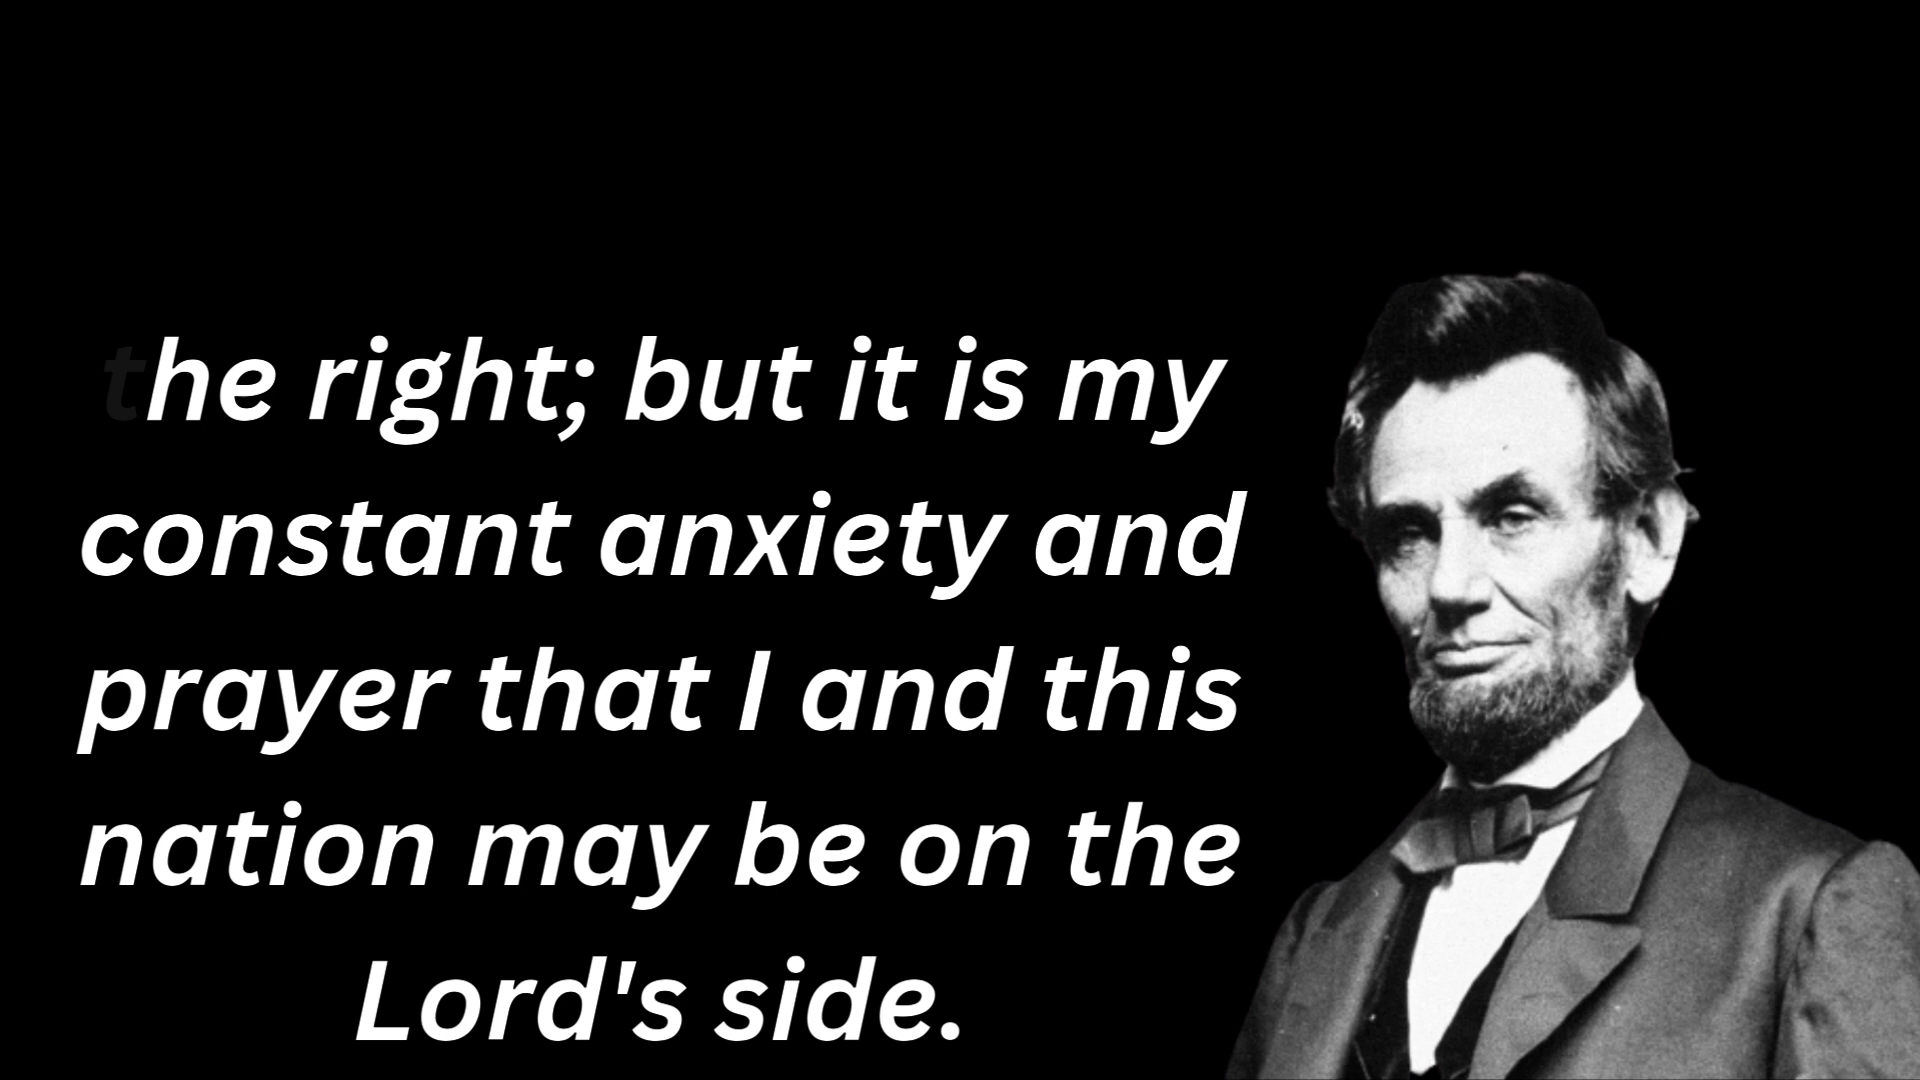 the right; but it is my
constant anxiety and
prayer that I and this
nation may be on the
Lord's side.